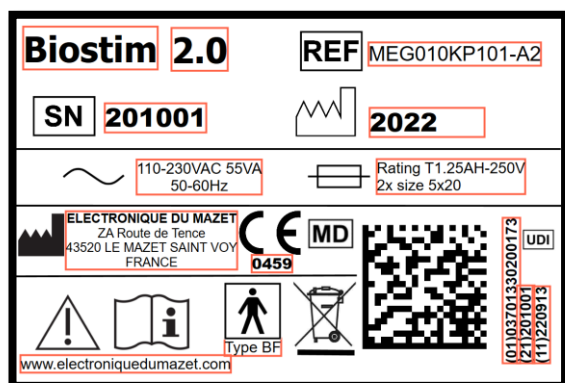 Biostim 2.0
REF MEG010KP101-A2
SN 201001
2022
110-230VAC 55VA
50-60Hz
Rating T1.25AH-250V
2x size 5x20
ELECTRONIQUE DU MAZET
ZA Route de Tence
43520 LE MAZET SAINT VOY
FRANCE
CE
0459
MD
UDI
(01)03701330200173
(21)201001
(11)220913
Type BF
www.electroniquedumazet.com